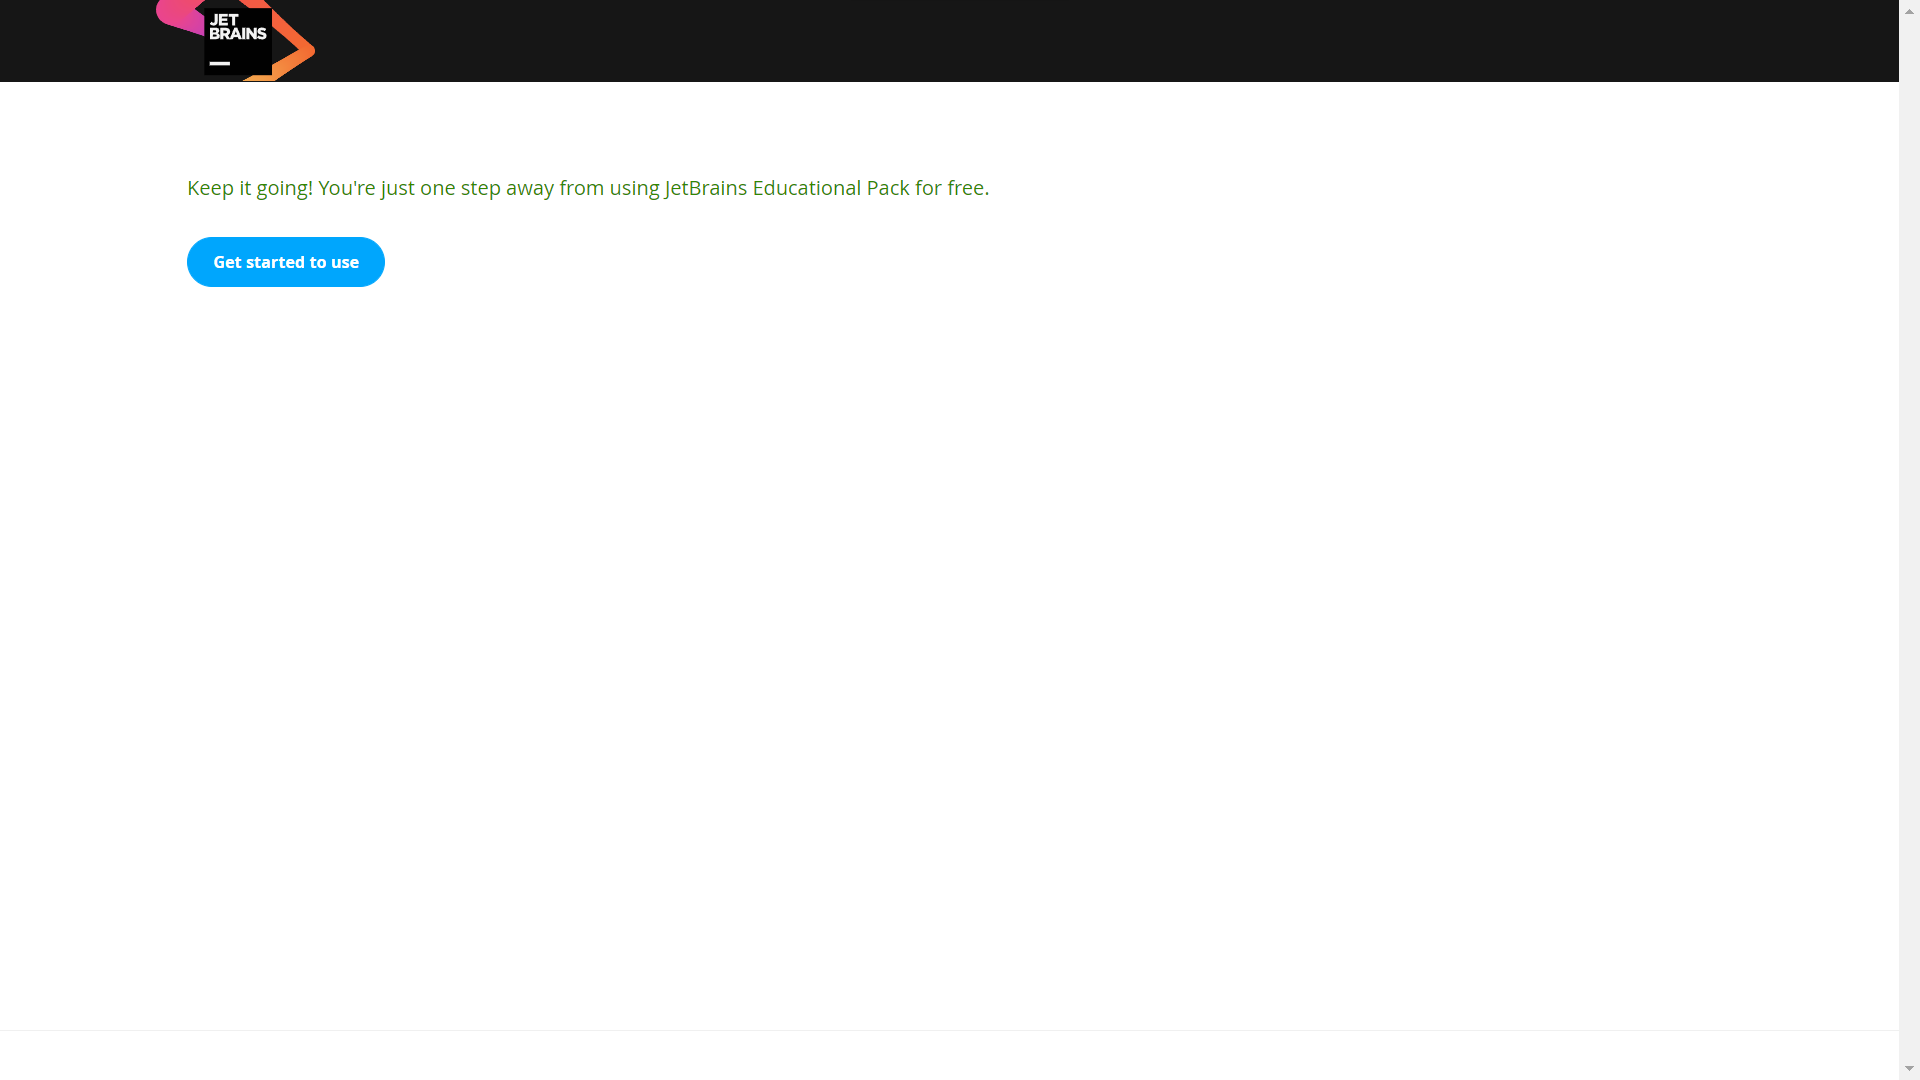 JET
BRAINS
Keep it going! You're just one step away from using JetBrains Educational Pack for free.
Get started to use